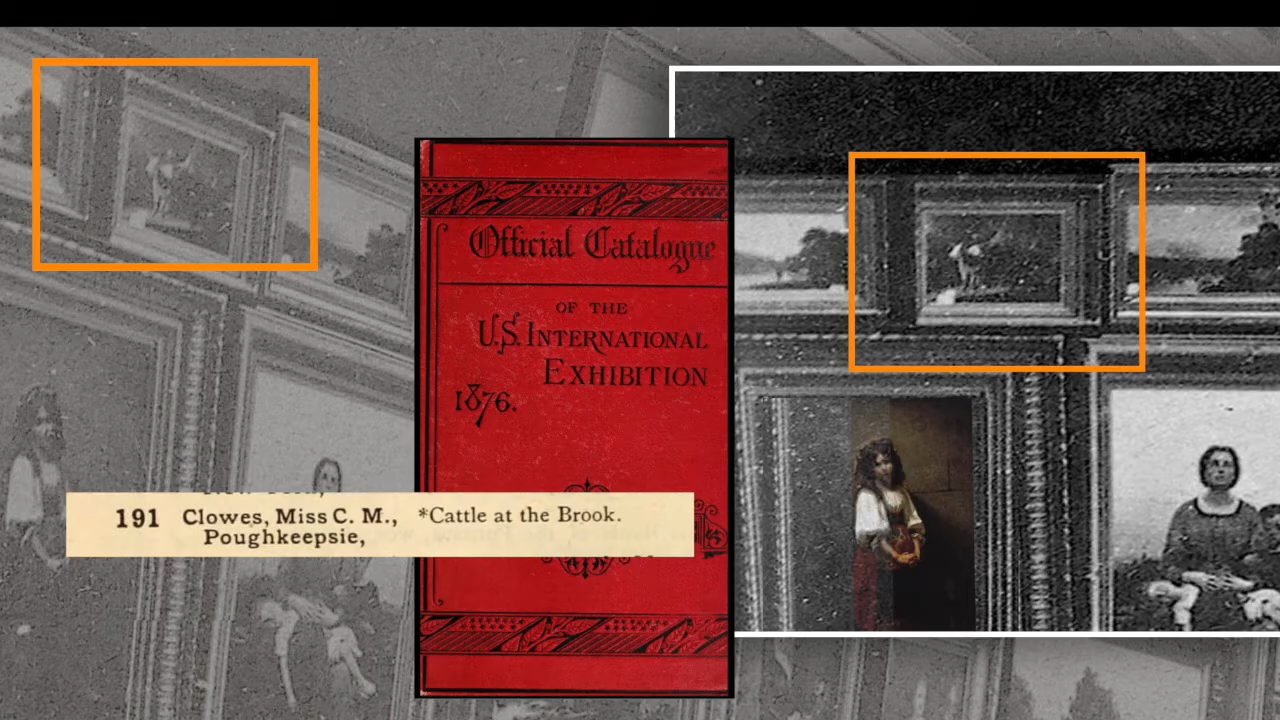 Official Catalogue
OF THE
U.S. INTERNATIONAL
EXHIBITION
1876.
191 Clowes, Miss C. M., *Cattle at the Brook.
Poughkeepsie,